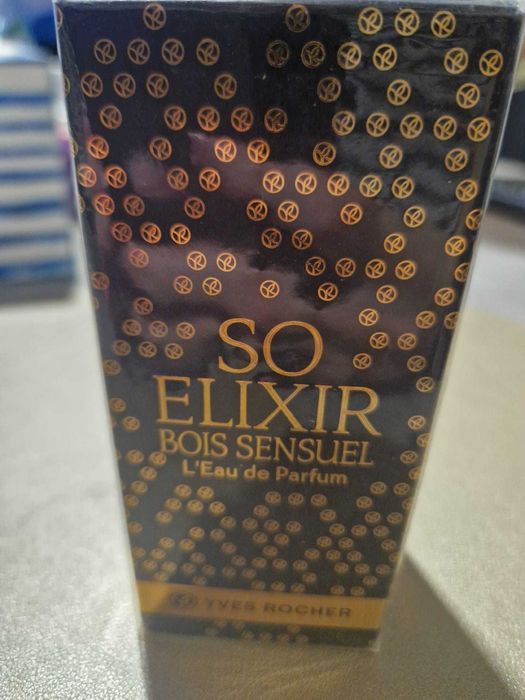 SO
ELIXIR
BOIS SENSUEL
L'Eau de Parfum
YVES ROCHER